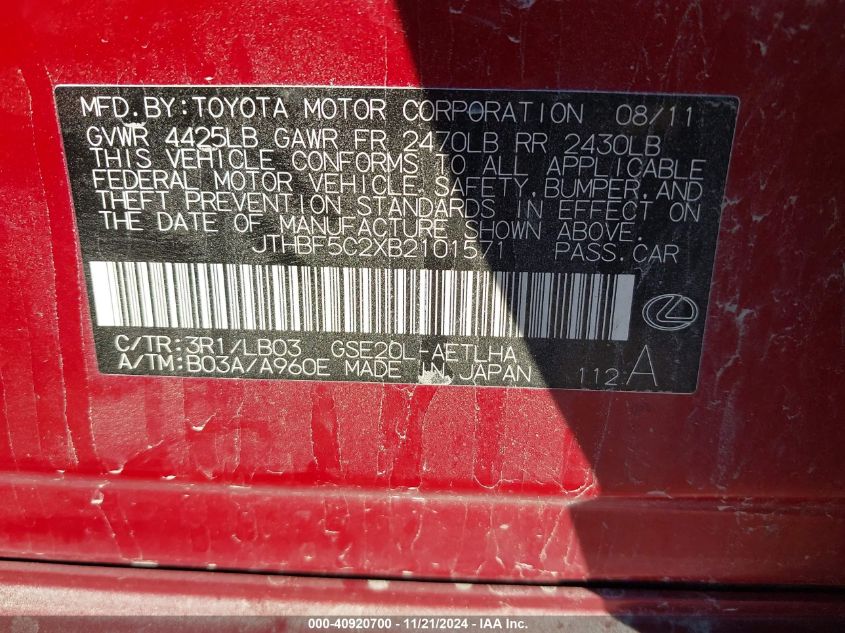 MFD.BY:TOYOTA MOTOR CORPORATION 08/11
GVWR 4425LB GAWR FR 2470LB RR 2430LB
THIS VEHICLE CONFORMS TO ALL APPLICABLE
FEDERAL MOTOR VEHICLE SAFETY, BUMPER, AND
THEFT PREVENTION STANDARDS IN EFFECT ON
THE DATE OF MANUFACTURE SHOWN ABOVE.
JTHBF5C2XB2101571 PASS.CAR
C/TR:3R1/LB03 GSE20L-AETLHA
A/TM:B03A/A960E MADE IN JAPAN 112 A
000-40920700 - 11/21/2024 - IAA Inc.